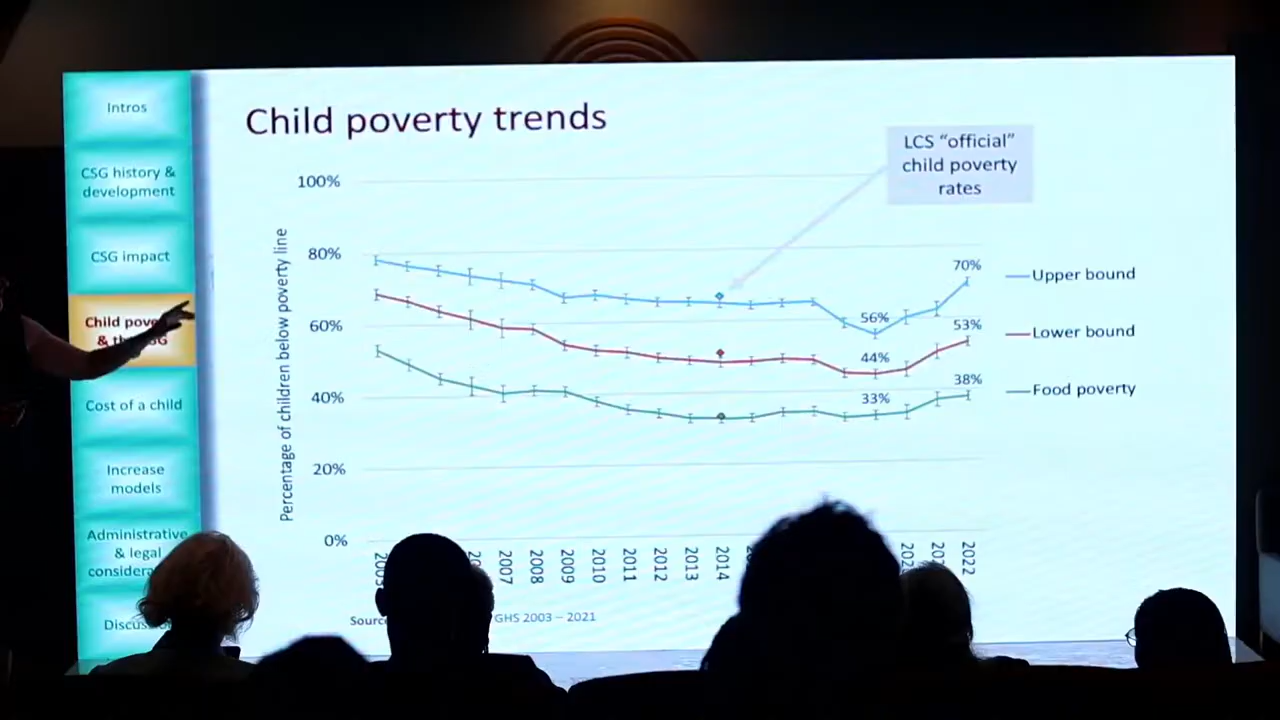 Intros
CSG history &
development
CSG impact
Child
&
Cost of a child
Increase
models
Administrative
& legal
Child poverty trends
LCS “official”
child poverty
rates
Percentage of children below poverty line
100%
80%
60%
40%
20%
0%
70%
56%
53%
44%
38%
33%
Upper bound
Lower bound
Food poverty
2003
2007
2008
2009
2010
2011
2012
2013
2014
2022
GHS 2003 – 2021